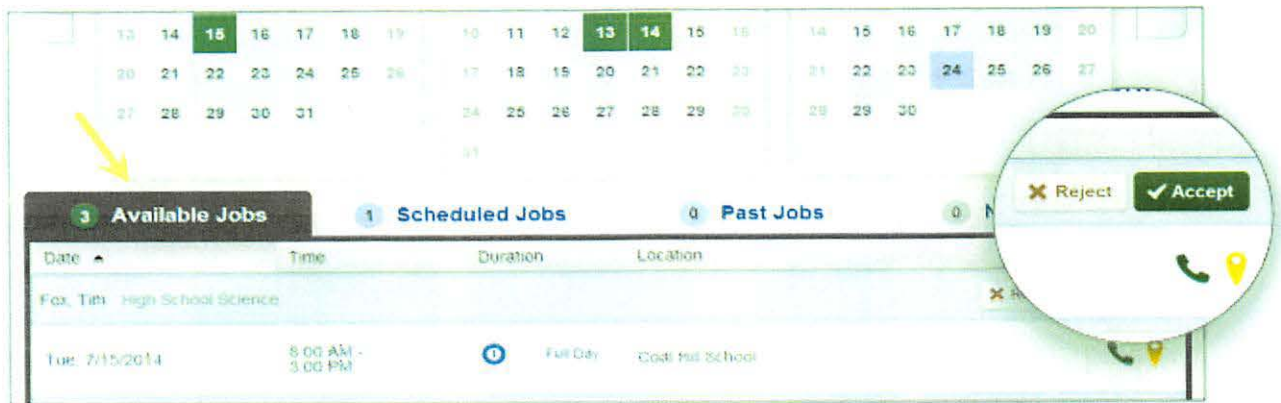 13 14 15 16 17 18 19 10 11 12 13 14 15 16 14 15 16 17 18 19 20
20 21 22 23 24 25 26 17 18 19 20 21 22 23 21 22 23 24 25 26 27
27 28 29 30 31 24 25 26 27 28 29 30 28 29 30
31
Reject Accept
3 Available Jobs 1 Scheduled Jobs 0 Past Jobs 0
Date Time Duration Location
Fox, Tim High School Science
Tue, 7/15/2014 8:00 AM - Full Day Coal Hill School
3:00 PM